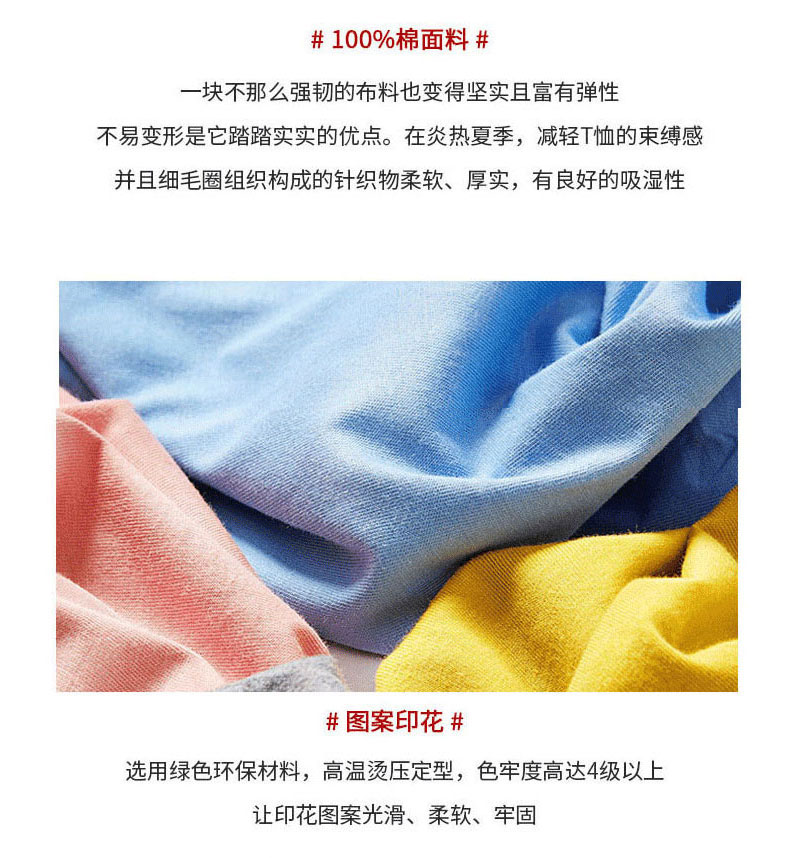 # 100%棉面料 #
一块不那么强韧的布料也变得坚实且富有弹性
不易变形是它踏踏实实的优点。在炎热夏季，减轻T恤的束缚感
并且细毛圈组织构成的针织物柔软、厚实，有良好的吸湿性
# 图案印花 #
选用绿色环保材料，高温烫压定型，色牢度高达4级以上
让印花图案光滑、柔软、牢固